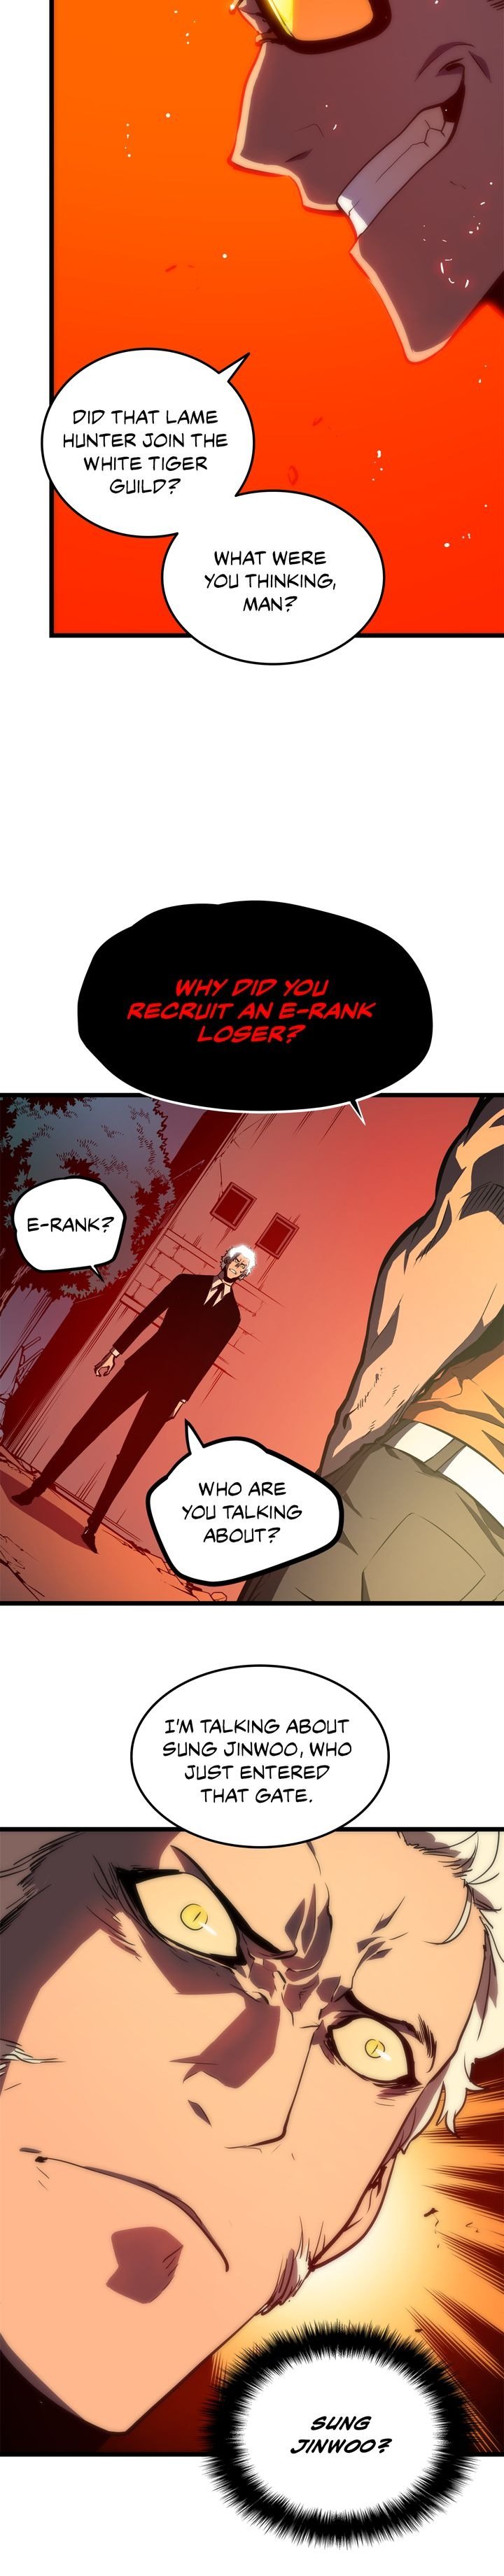 DID THAT LAME
HUNTER JOIN THE
WHITE TIGER
GUILD?
WHAT WERE
YOU THINKING,
MAN?
WHY DID YOU
RECRUIT AN E-RANK
LOSER?
E-RANK?
WHO ARE
YOU TALKING
ABOUT?
I'M TALKING ABOUT
SUNG JINWOO, WHO
JUST ENTERED
THAT GATE.
SUNG
JINWOO?